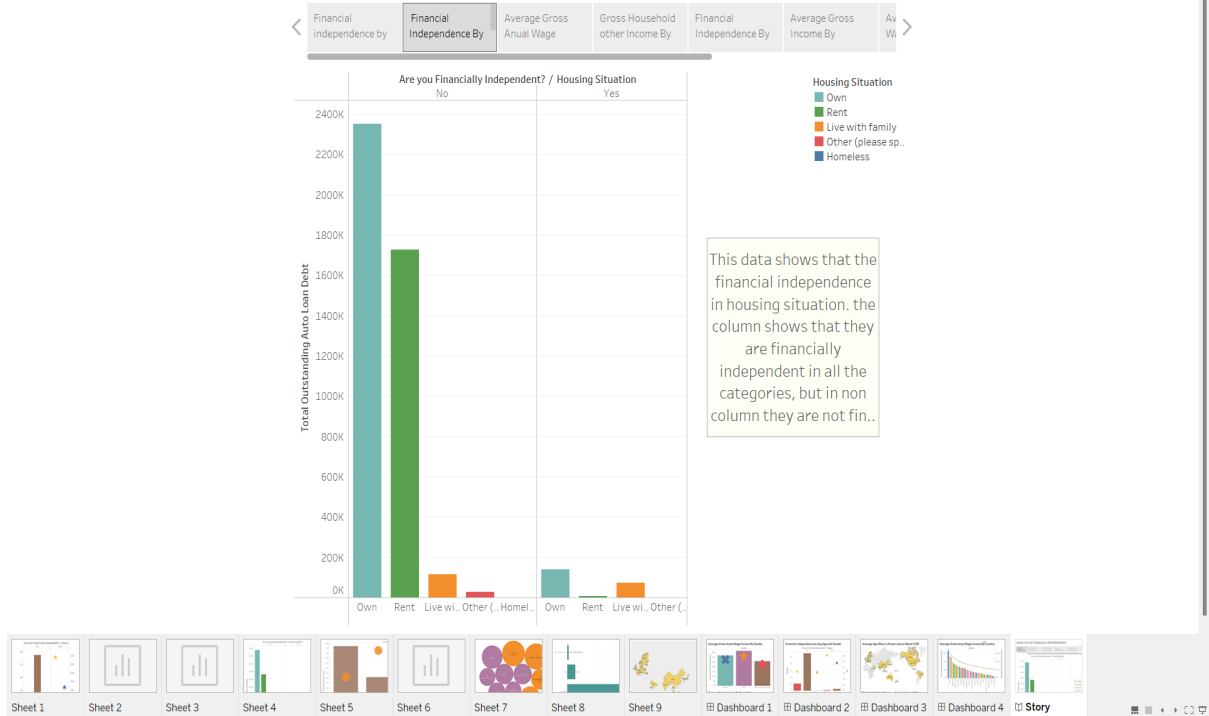 Financial
independence by
Financial
Independence By
Average Gross
Anual Wage
Gross Household
other Income By
FInancial
Independence By
Average Gross
Income By
Av
Are you Financially Independent? / Housing Situation
No
Yes
Total Outstanding Auto Loan Debt
2400K
2200K
2000K
1800K
1600K
1400K
1200K
1000K
800K
600K
400K
200K
0K
Own
Rent
Live wi..
Other (..
Homel..
Own
Rent
Live wi..
Other (..
Housing Situation
Own
Rent
Live with family
Other (please sp..
Homeless
This data shows that the
financial independence
in housing situation. the
column shows that they
are financially
independent in all the
categories, but in non
column they are not fin..
Sheet 1
Sheet 2
Sheet 3
Sheet 4
Sheet 5
Sheet 6
Sheet 7
Sheet 8
Sheet 9
Dashboard 1
Dashboard 2
Dashboard 3
Dashboard 4
Story